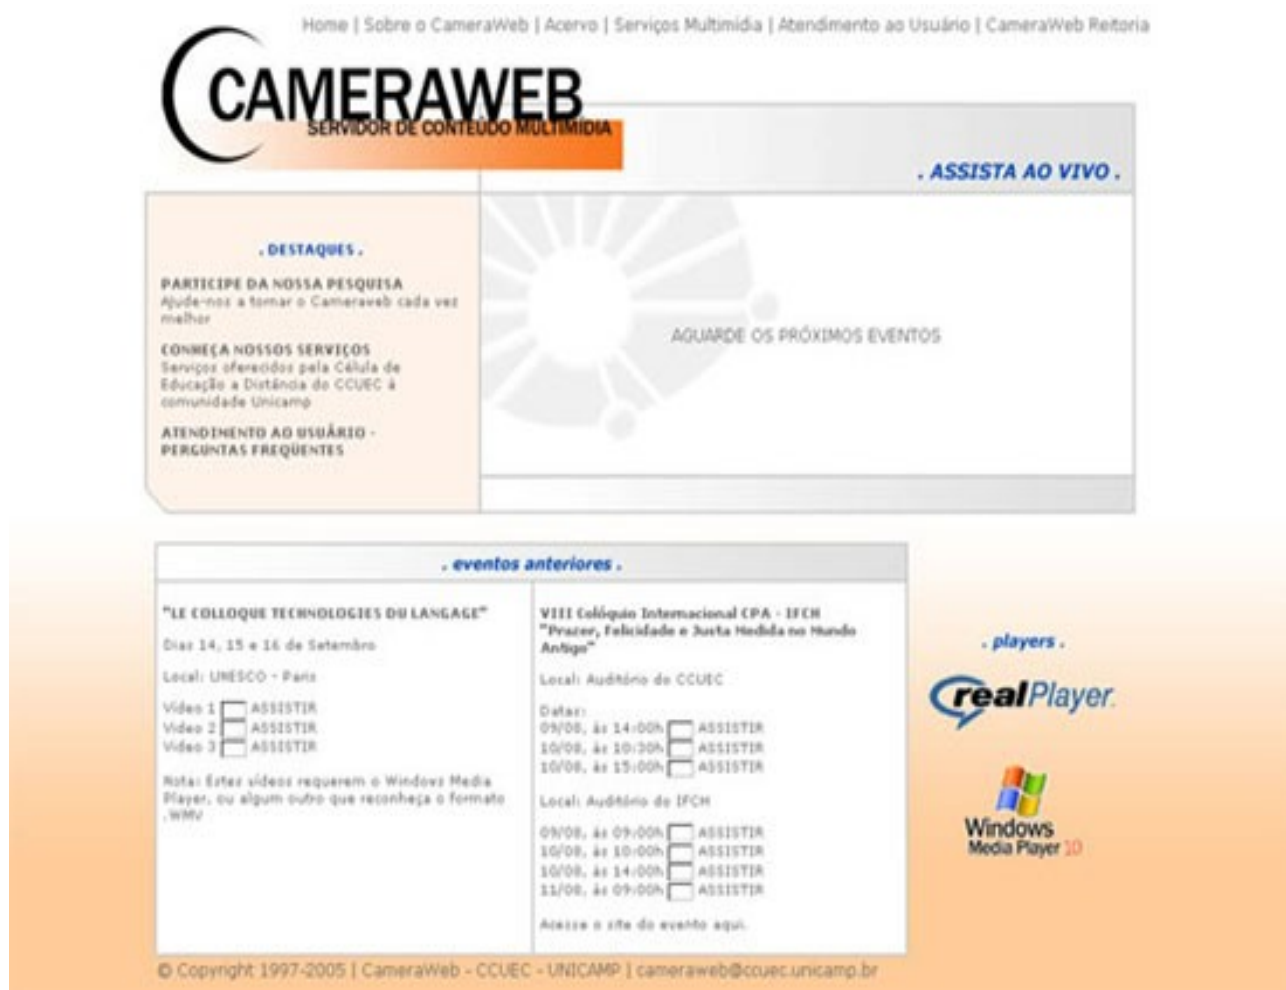 Home | Sobre o CameraWeb | Acervo | Serviços Multimídia | Atendimento ao Usuário | CameraWeb Reitoria
CAMERAWEB
SERVIDOR DE CONTEÚDO MULTIMÍDIA
. ASSISTA AO VIVO .
. DESTAQUES .
PARTICIPE DA NOSSA PESQUISA
Ajude-nos a tornar o Cameraweb cada vez
melhor
CONHEÇA NOSSOS SERVIÇOS
Serviços oferecidos pela Célula de
Educação a Distância do CCUEC à
comunidade Unicamp
ATENDIMENTO AO USUÁRIO -
PERGUNTAS FREQÜENTES
AGUARDE OS PRÓXIMOS EVENTOS
. eventos anteriores .
"LE COLLOQUE TECHNOLOGIES DU LANGAGE"
Dias 14, 15 e 16 de Setembro
Local: UNESCO - Paris
Vídeo 1 ASSISTIR
Vídeo 2 ASSISTIR
Vídeo 3 ASSISTIR
Nota: Estes vídeos requerem o Windows Media
Player, ou algum outro que reconheça o formato
.WMV
VIII Colóquio Internacional CPA - IFCH
"Prazer, Felicidade e Justa Medida no Mundo
Antigo"
Local: Auditório do CCUEC
Datas:
09/08, às 14:00h ASSISTIR
10/08, às 10:30h ASSISTIR
10/08, às 15:00h ASSISTIR
Local: Auditório do IFCH
09/08, às 09:00h ASSISTIR
10/08, às 10:00h ASSISTIR
10/08, às 14:00h ASSISTIR
11/08, às 09:00h ASSISTIR
Acesse o site do evento aqui.
. players .
realPlayer.
Windows
Media Player 10
© Copyright 1997-2005 | CameraWeb - CCUEC - UNICAMP | cameraweb@ccuec.unicamp.br